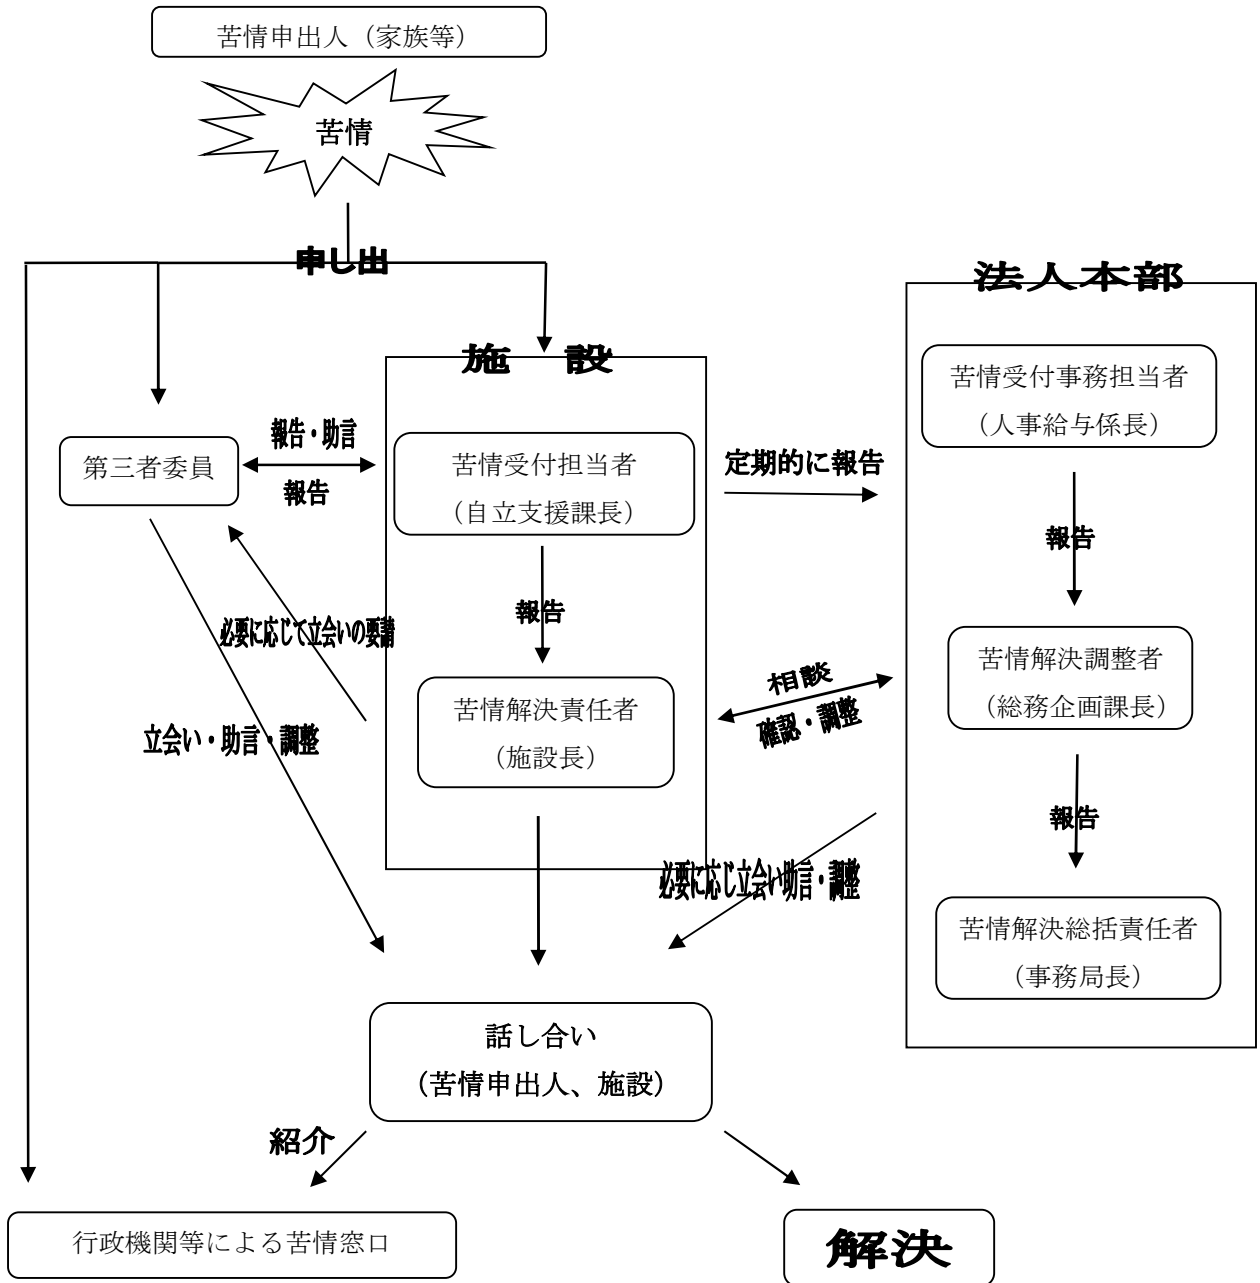 苦情申出人（家族等）
苦情
申し出
法人本部
施　設
苦情受付事務担当者
（人事給与係長）
報告・助言
第三者委員
報告
苦情受付担当者
（自立支援課長）
定期的に報告
報告
報告
必要に応じて立会いの要請
苦情解決調整者
（総務企画課長）
相談
確認・調整
苦情解決責任者
（施設長）
立会い・助言・調整
報告
必要に応じ立会い助言・調整
苦情解決総括責任者
（事務局長）
話し合い
（苦情申出人、施設）
紹介
行政機関等による苦情窓口
解決